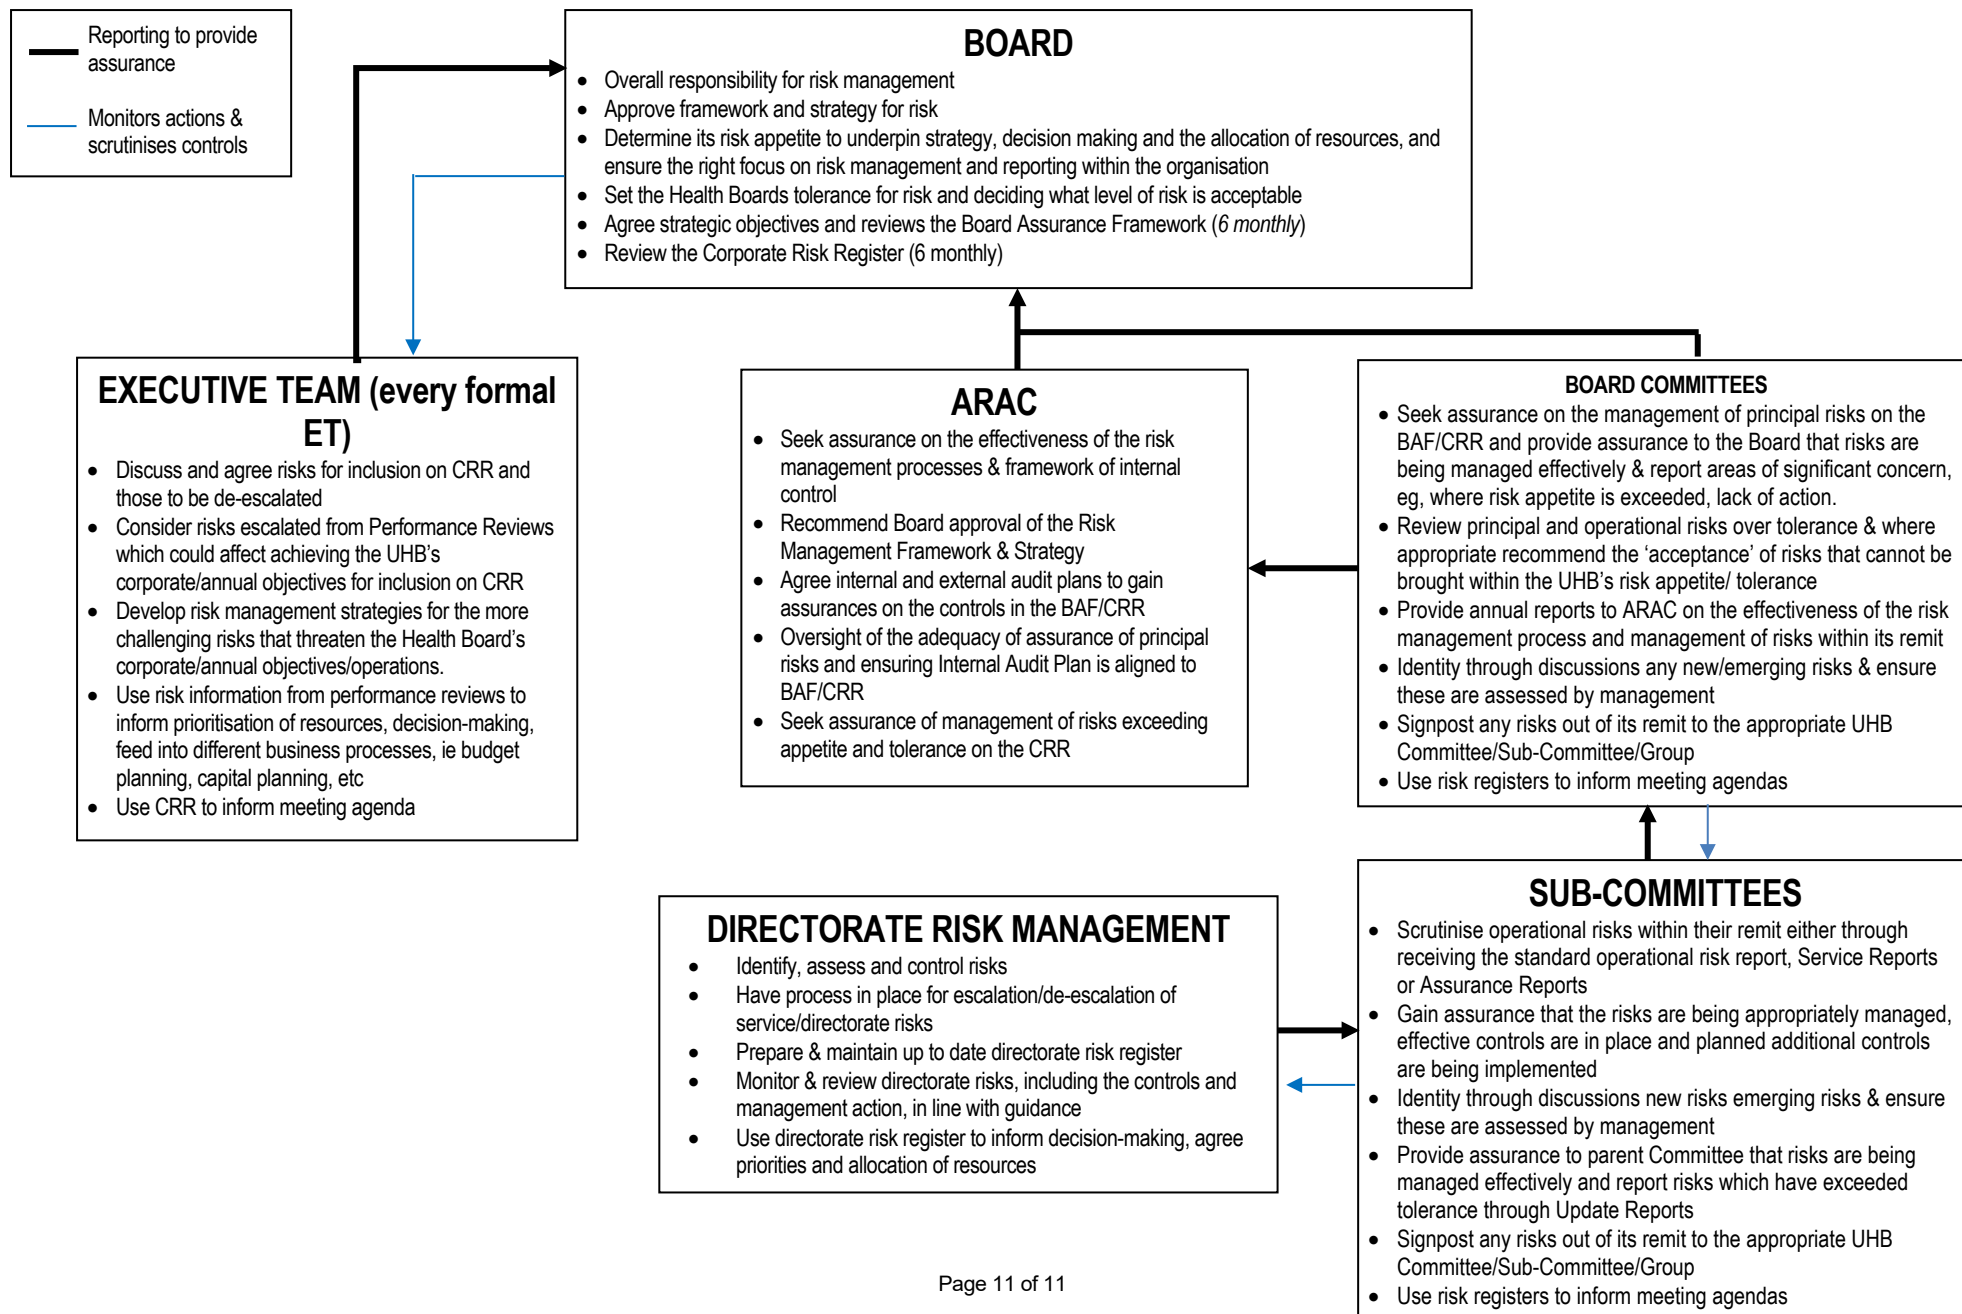 Reporting to provide
assurance
Monitors actions &
scrutinises controls
BOARD
• Overall responsibility for risk management
• Approve framework and strategy for risk
• Determine its risk appetite to underpin strategy, decision making and the allocation of resources, and
ensure the right focus on risk management and reporting within the organisation
• Set the Health Boards tolerance for risk and deciding what level of risk is acceptable
• Agree strategic objectives and reviews the Board Assurance Framework (6 monthly)
• Review the Corporate Risk Register (6 monthly)
EXECUTIVE TEAM (every formal
ET)
• Discuss and agree risks for inclusion on CRR and
those to be de-escalated
• Consider risks escalated from Performance Reviews
which could affect achieving the UHB's
corporate/annual objectives for inclusion on CRR
• Develop risk management strategies for the more
challenging risks that threaten the Health Board's
corporate/annual objectives/operations.
• Use risk information from performance reviews to
inform prioritisation of resources, decision-making,
feed into different business processes, ie budget
planning, capital planning, etc
• Use CRR to inform meeting agenda
ARAC
• Seek assurance on the effectiveness of the risk
management processes & framework of internal
control
• Recommend Board approval of the Risk
Management Framework & Strategy
• Agree internal and external audit plans to gain
assurances on the controls in the BAF/CRR
• Oversight of the adequacy of assurance of principal
risks and ensuring Internal Audit Plan is aligned to
BAF/CRR
• Seek assurance of management of risks exceeding
appetite and tolerance on the CRR
BOARD COMMITTEES
• Seek assurance on the management of principal risks on the
BAF/CRR and provide assurance to the Board that risks are
being managed effectively & report areas of significant concern,
eg, where risk appetite is exceeded, lack of action.
• Review principal and operational risks over tolerance & where
appropriate recommend the 'acceptance' of risks that cannot be
brought within the UHB's risk appetite/ tolerance
• Provide annual reports to ARAC on the effectiveness of the risk
management process and management of risks within its remit
• Identity through discussions any new/emerging risks & ensure
these are assessed by management
• Signpost any risks out of its remit to the appropriate UHB
Committee/Sub-Committee/Group
• Use risk registers to inform meeting agendas
DIRECTORATE RISK MANAGEMENT
• Identify, assess and control risks
• Have process in place for escalation/de-escalation of
service/directorate risks
• Prepare & maintain up to date directorate risk register
• Monitor & review directorate risks, including the controls and
management action, in line with guidance
• Use directorate risk register to inform decision-making, agree
priorities and allocation of resources
SUB-COMMITTEES
• Scrutinise operational risks within their remit either through
receiving the standard operational risk report, Service Reports
or Assurance Reports
• Gain assurance that the risks are being appropriately managed,
effective controls are in place and planned additional controls
are being implemented
• Identity through discussions new risks emerging risks & ensure
these are assessed by management
• Provide assurance to parent Committee that risks are being
managed effectively and report risks which have exceeded
tolerance through Update Reports
• Signpost any risks out of its remit to the appropriate UHB
Committee/Sub-Committee/Group
• Use risk registers to inform meeting agendas
Page 11 of 11